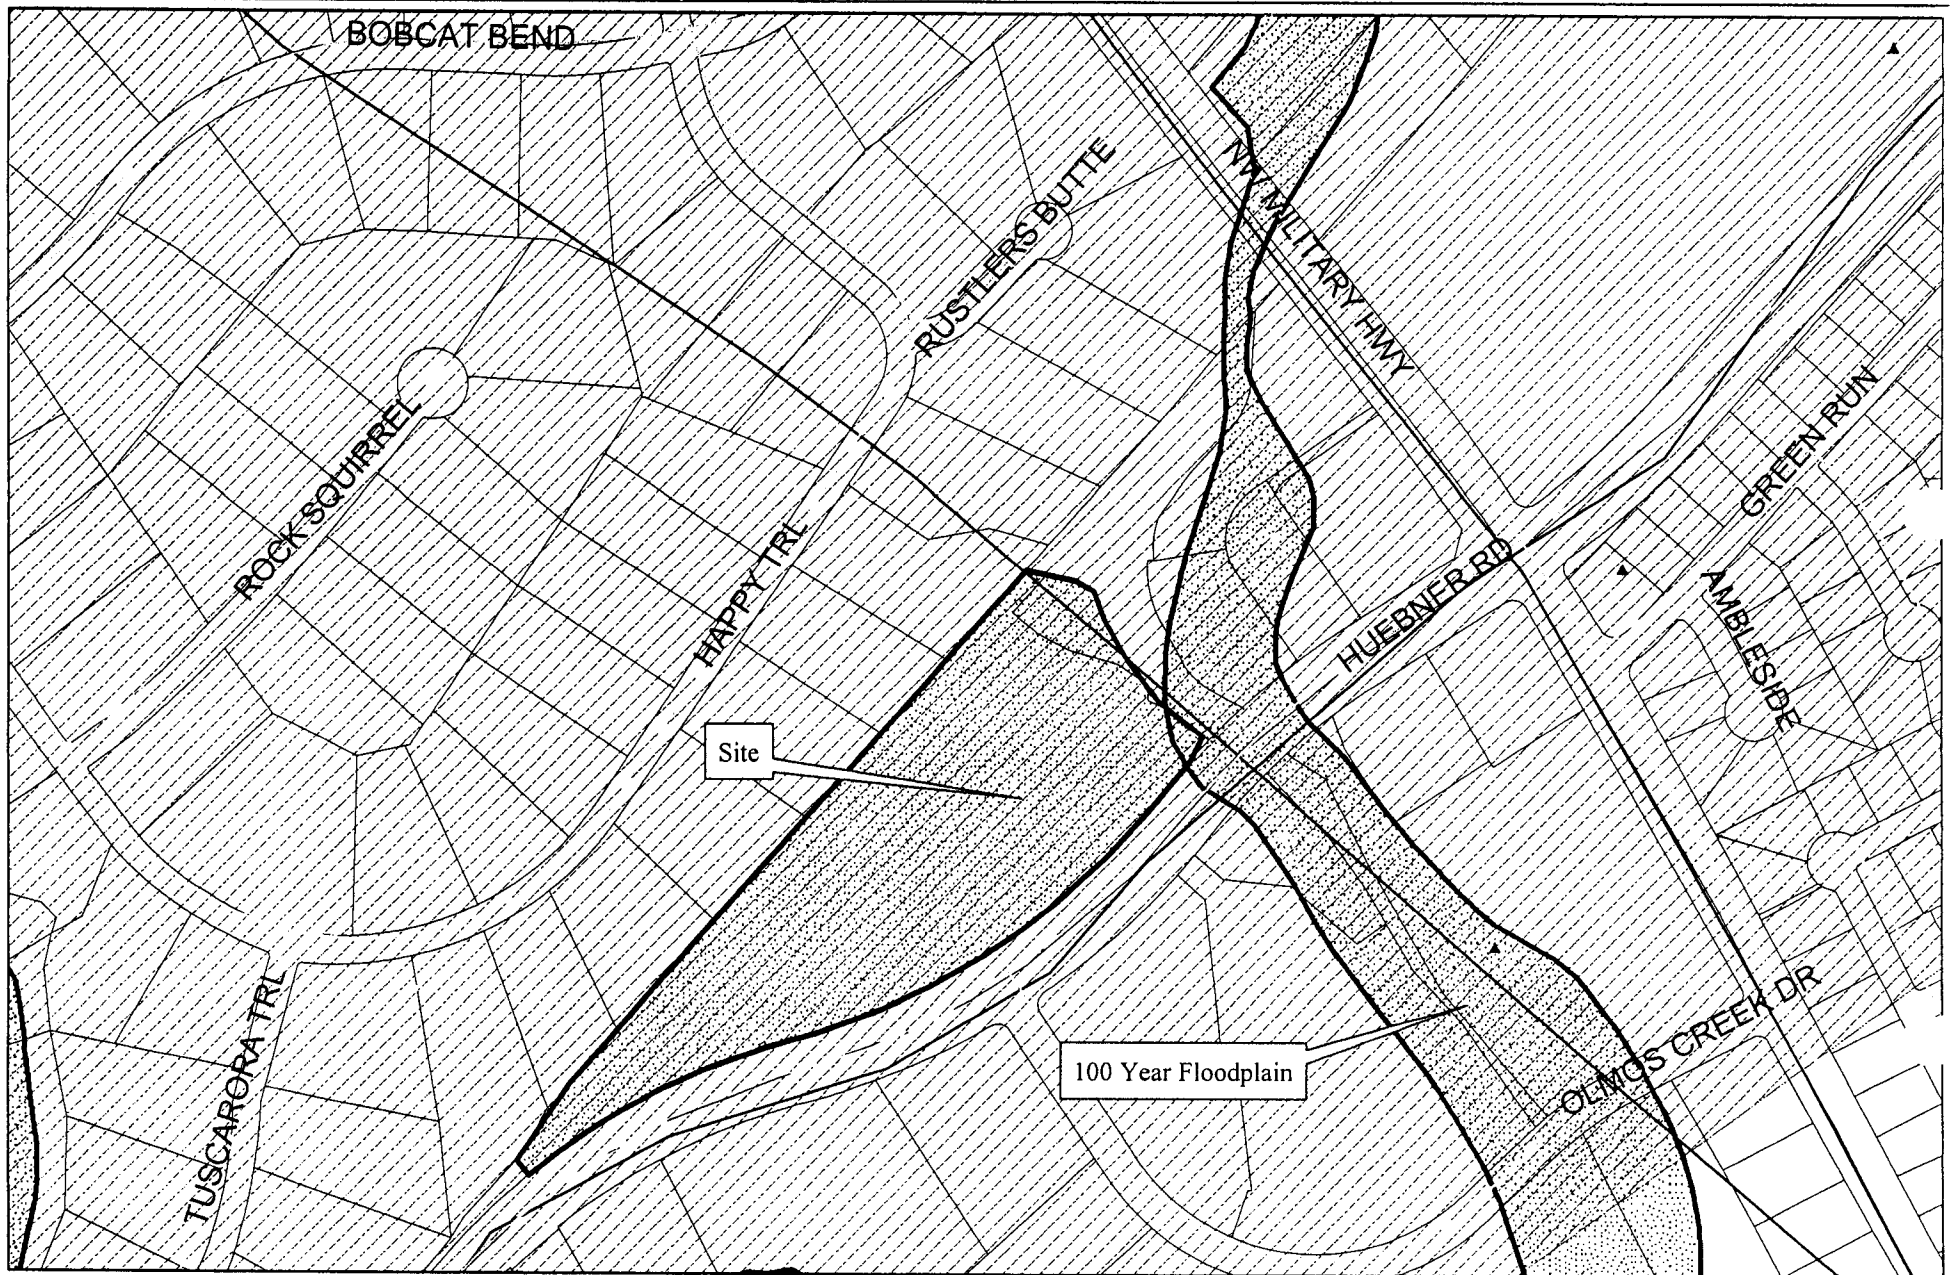 BOBCAT BEND
NW MILITARY HWY
RUSTLERS BUTTE
ROCK SQUIRREL
GREEN RUN
HAPPY TRL
HUEBNER RD
AMBLESIDE
Site
TUSCARORA TRL
100 Year Floodplain
OLMOS CREEK DR